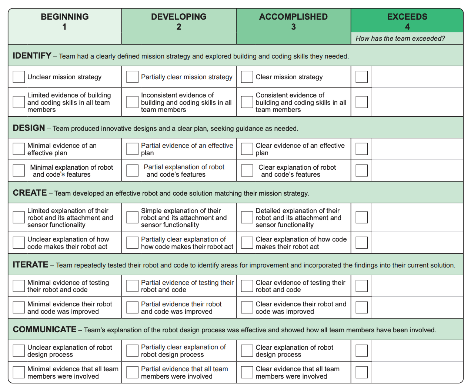 BEGINNING
1
DEVELOPING
2
ACCOMPLISHED
3
EXCEEDS
4
How has the team exceeded?
IDENTIFY – Team had a clearly defined mission strategy and explored building and coding skills they needed.
Unclear mission strategy
Partially clear mission strategy
Clear mission strategy
Limited evidence of building
and coding skills in all team
members
Inconsistent evidence of
building and coding skills in all
team members
Consistent evidence of
building and coding skills in all
team members
DESIGN – Team produced innovative designs and a clear plan, seeking guidance as needed.
Minimal evidence of an
effective plan
Partial evidence of an effective
plan
Clear evidence of an effective
plan
Minimal explanation of robot
and code's features
Partial explanation of robot
and code's features
Clear explanation of robot
and code's features
CREATE – Team developed an effective robot and code solution matching their mission strategy.
Limited explanation of their
robot and its attachment and
sensor functionality
Simple explanation of their
robot and its attachment and
sensor functionality
Detailed explanation of their
robot and its attachment and
sensor functionality
Unclear explanation of how
code makes their robot act
Partially clear explanation of
how code makes their robot act
Clear explanation of how code
makes their robot act
ITERATE – Team repeatedly tested their robot and code to identify areas for improvement and incorporated the findings into their current solution.
Minimal evidence of testing
their robot and code
Partial evidence of testing their
robot and code
Clear evidence of testing their
robot and code
Minimal evidence their robot
and code was improved
Partial evidence their robot
and code was improved
Clear evidence their robot and
code was improved
COMMUNICATE – Team's explanation of the robot design process was effective and showed how all team members have been involved.
Unclear explanation of robot
design process
Partially clear explanation of
robot design process
Clear explanation of robot
design process
Minimal evidence that all team
members were involved
Partial evidence that all team
members were involved
Clear evidence that all team
members were involved